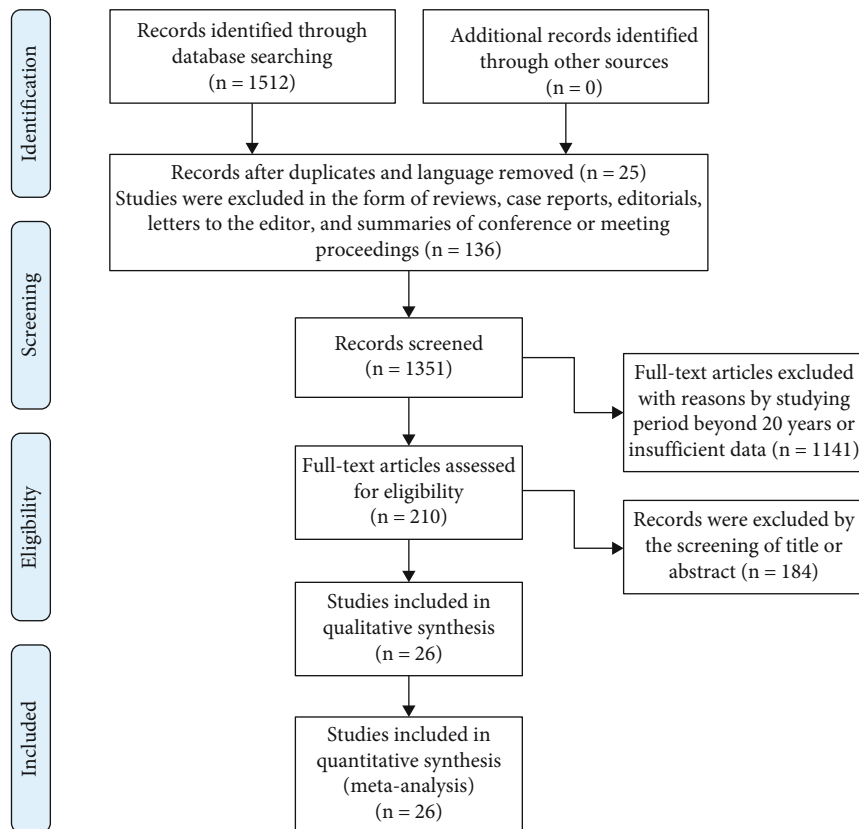 Identification
Records identified through
database searching
(n = 1512)
Additional records identified
through other sources
(n = 0)
Records after duplicates and language removed (n = 25)
Studies were excluded in the form of reviews, case reports, editorials,
letters to the editor, and summaries of conference or meeting
proceedings (n = 136)
Screening
Records screened
(n = 1351)
Full-text articles excluded
with reasons by studying
period beyond 20 years or
insufficient data (n = 1141)
Eligibility
Full-text articles assessed
for eligibility
(n = 210)
Records were excluded by
the screening of title or
abstract (n = 184)
Studies included in
qualitative synthesis
(n = 26)
Included
Studies included in
quantitative synthesis
(meta-analysis)
(n = 26)